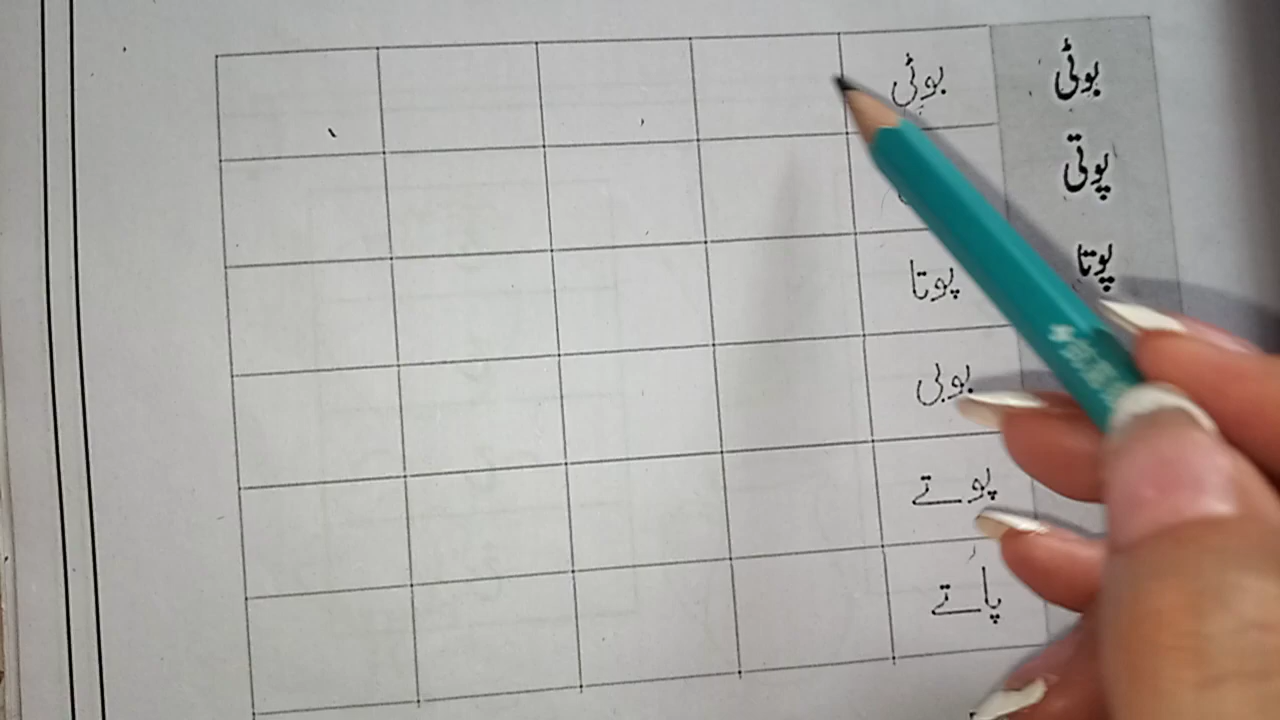 بوٹی بوٹی
پوتی
پوتا پوتا
بوبی
پوتے
پاتے